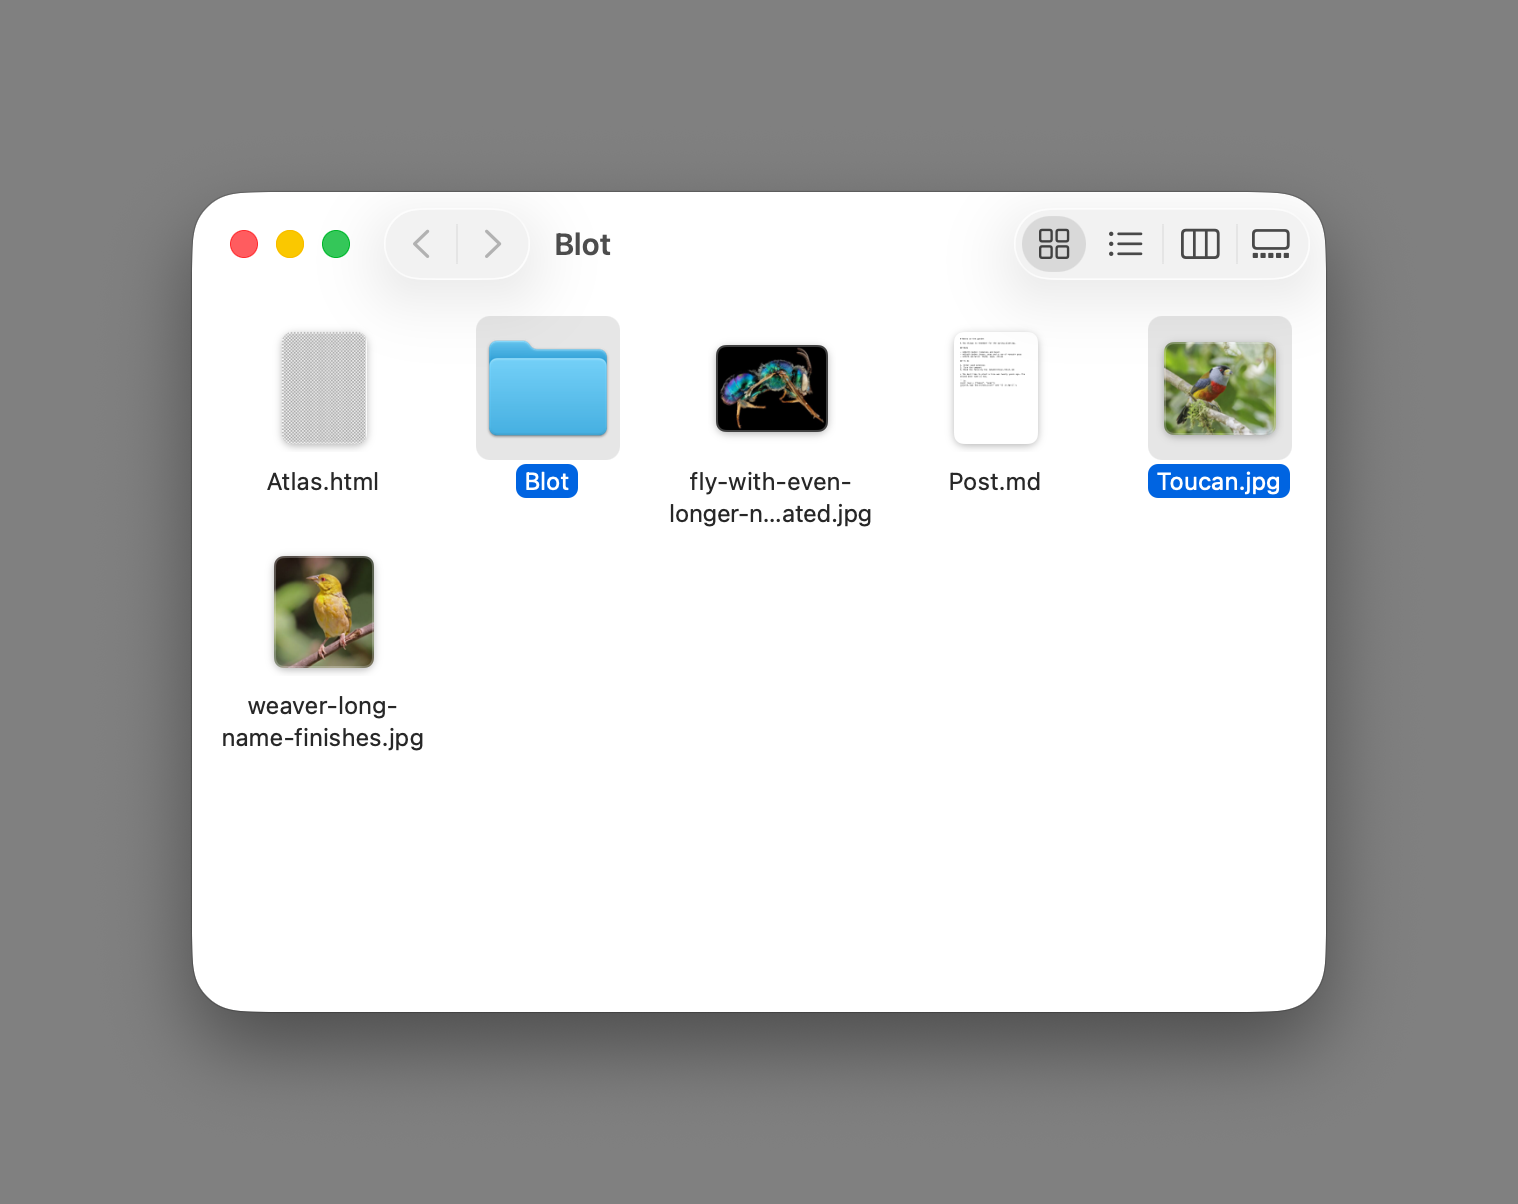 Blot
Atlas.html
Blot
fly-with-even-
longer-n...ated.jpg
Post.md
Toucan.jpg
weaver-long-
name-finishes.jpg